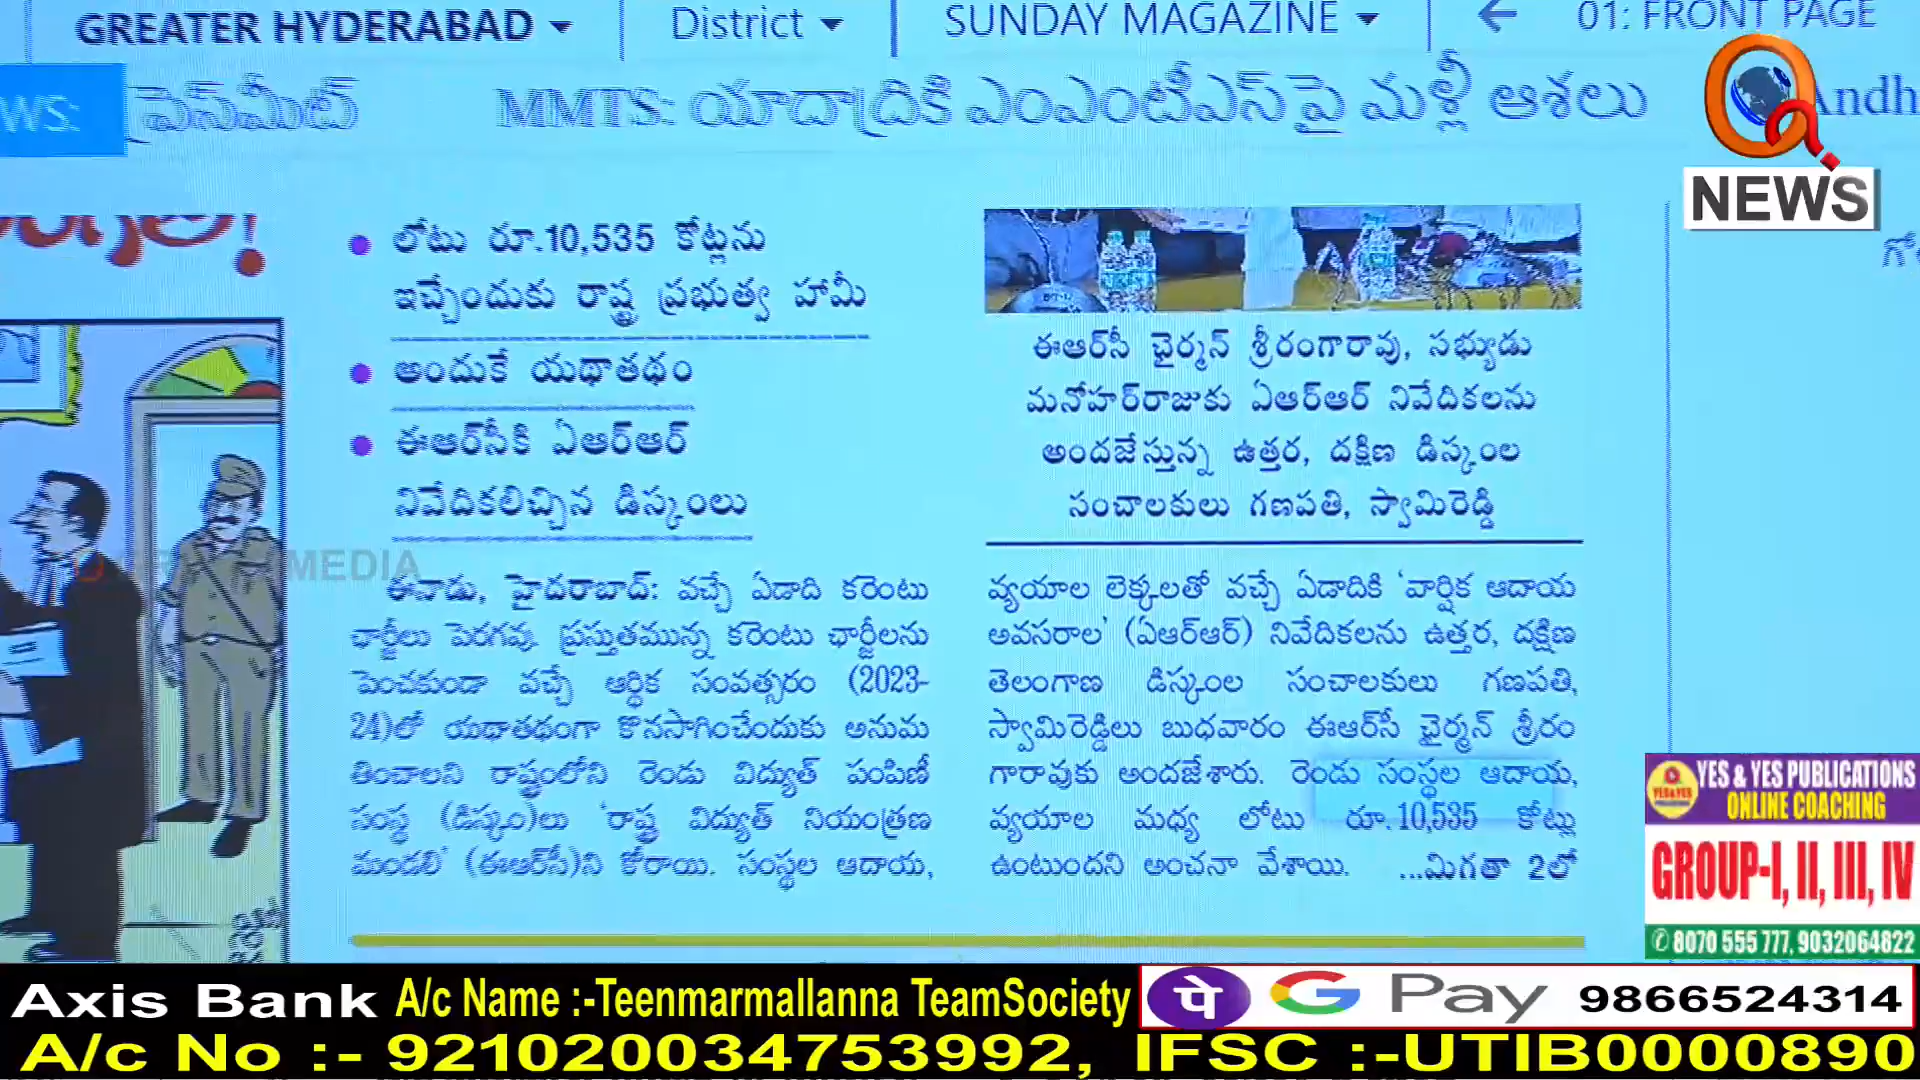 GREATER HYDERABAD
District
SUNDAY MAGAZINE
01: FRONT PAGE
WS:
ప్రెస్‌మీట్
MMTS: యాదాద్రికి ఎంఎంటీఎస్‌పై మళ్లీ ఆశలు
Andh
NEWS
లోటు రూ.10,535 కోట్లను
ఇచ్చేందుకు రాష్ట్ర ప్రభుత్వ హామీ
అందుకే యథాతథం
ఈఆర్‌సీకి ఏఆర్ఆర్
నివేదికలిచ్చిన డిస్కంలు
ఈనాడు, హైదరాబాద్: వచ్చే ఏడాది కరెంటు
ఛార్జీలు పెరగవు. ప్రస్తుతమున్న కరెంటు ఛార్జీలను
పెంచకుండా వచ్చే ఆర్థిక సంవత్సరం (2023-
24)లో యథాతథంగా కొనసాగించేందుకు అనుమ
తించాలని రాష్ట్రంలోని రెండు విద్యుత్ పంపిణీ
సంస్థ (డిస్కం)లు 'రాష్ట్ర విద్యుత్ నియంత్రణ
మండలి' (ఈఆర్‌సీ)ని కోరాయి. సంస్థల ఆదాయ,
ఈఆర్‌సీ ఛైర్మన్ శ్రీరంగారావు, సభ్యుడు
మనోహర్‌రాజుకు ఏఆర్ఆర్ నివేదికలను
అందజేస్తున్న ఉత్తర, దక్షిణ డిస్కంల
సంచాలకులు గణపతి, స్వామిరెడ్డి
వ్యయాల లెక్కలతో వచ్చే ఏడాదికి 'వార్షిక ఆదాయ
అవసరాల' (ఏఆర్ఆర్) నివేదికలను ఉత్తర, దక్షిణ
తెలంగాణ డిస్కంల సంచాలకులు గణపతి,
స్వామిరెడ్డిలు బుధవారం ఈఆర్‌సీ ఛైర్మన్ శ్రీరం
గారావుకు అందజేశారు. రెండు సంస్థల ఆదాయ,
వ్యయాల మధ్య లోటు రూ.10,535 కోట్లు
ఉంటుందని అంచనా వేశాయి. ...మిగతా 2లో
MEDIA
YES & YES PUBLICATIONS
ONLINE COACHING
GROUP-I, II, III, IV
8070 555 777, 9032064822
Axis Bank A/c Name :-Teenmarmallanna TeamSociety
पे G Pay 9866524314
A/c No :- 921020034753992, IFSC :-UTIB0000890